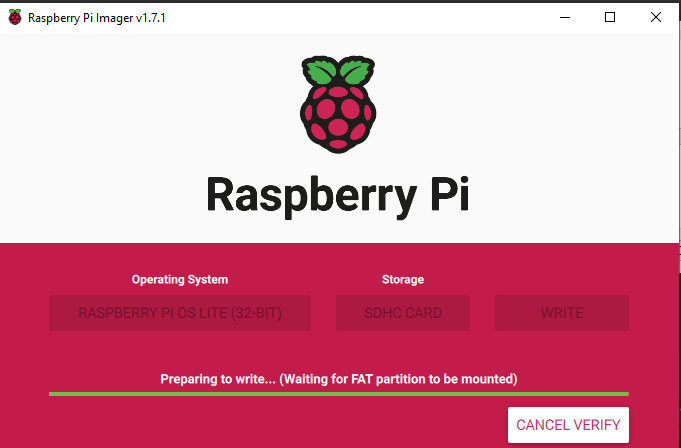 Raspberry Pi Imager v1.7.1
Raspberry Pi
Operating System
Storage
RASPBERRY PI OS LITE (32-BIT)
SDHC CARD
WRITE
Preparing to write... (Waiting for FAT partition to be mounted)
CANCEL VERIFY